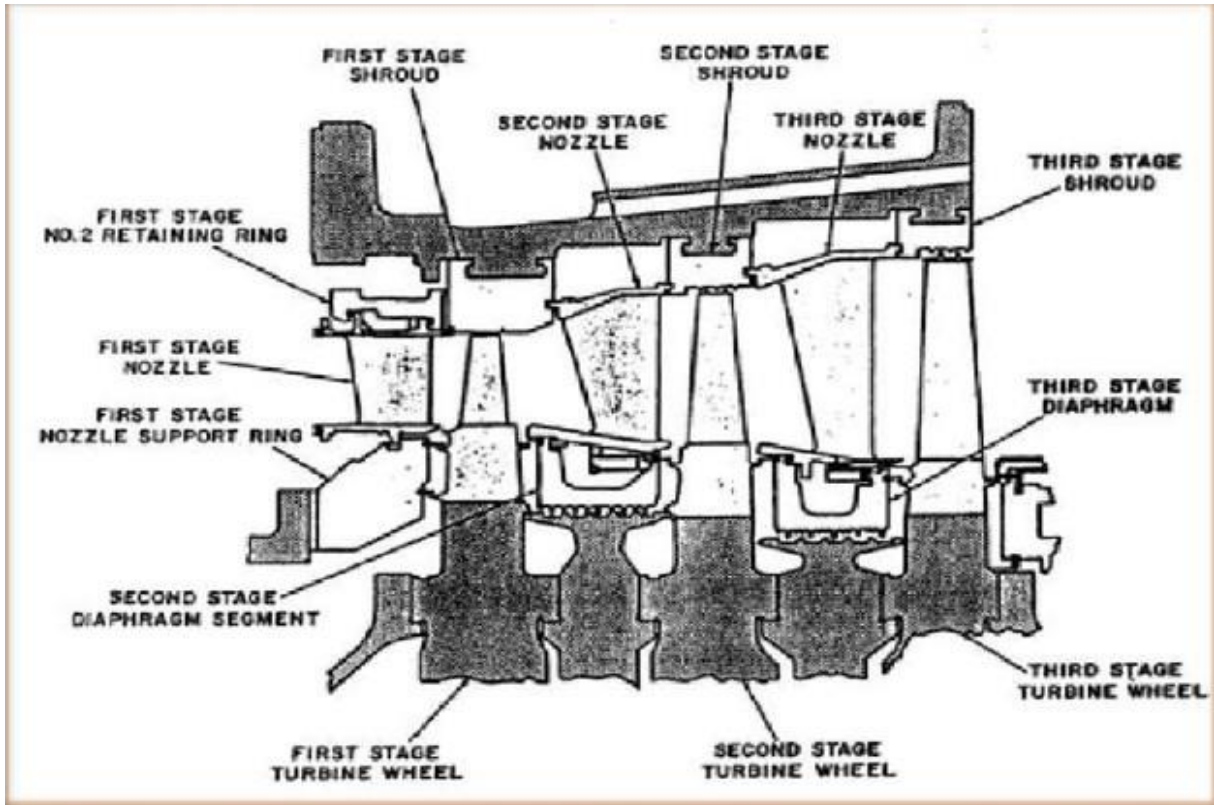 FIRST STAGE
SHROUD
SECOND STAGE
SHROUD
SECOND STAGE
NOZZLE
THIRD STAGE
NOZZLE
THIRD STAGE
SHROUD
FIRST STAGE
NO.2 RETAINING RING
FIRST STAGE
NOZZLE
FIRST STAGE
NOZZLE SUPPORT RING
THIRD STAGE
DIAPHRAGM
SECOND STAGE
DIAPHRAGM SEGMENT
THIRD STAGE
TURBINE WHEEL
FIRST STAGE
TURBINE WHEEL
SECOND STAGE
TURBINE WHEEL